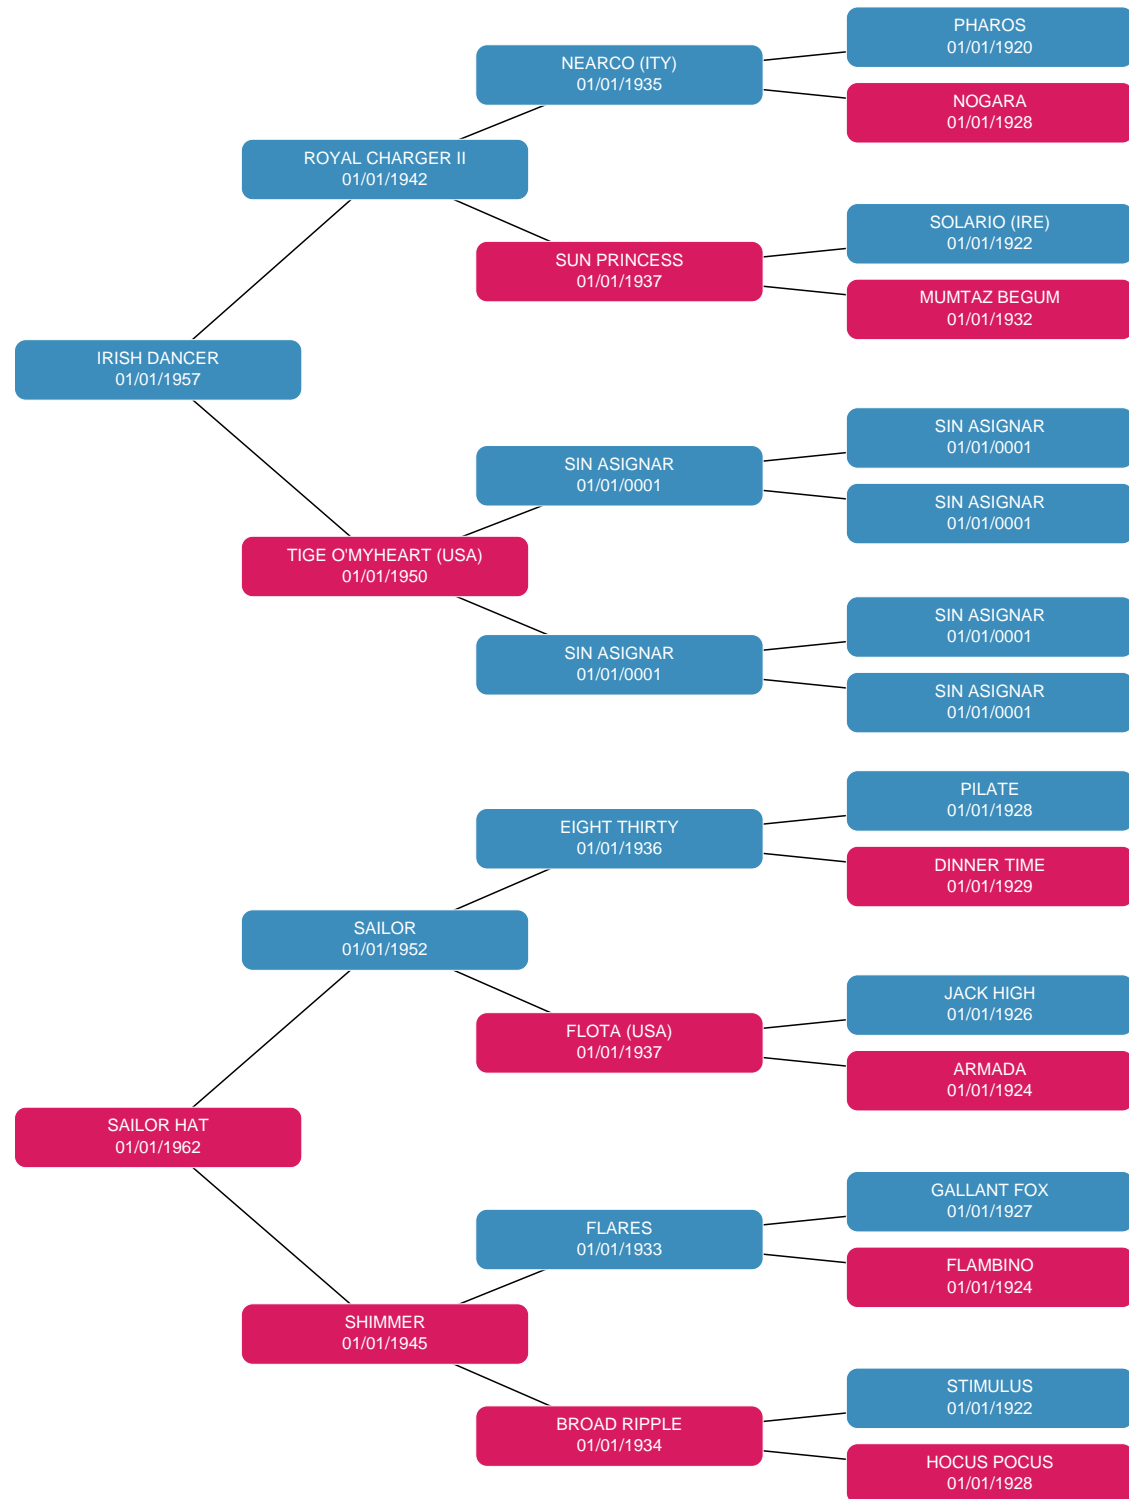 PHAROS
01/01/1920
NEARCO (ITY)
01/01/1935
NOGARA
01/01/1928
ROYAL CHARGER II
01/01/1942
SOLARIO (IRE)
01/01/1922
SUN PRINCESS
01/01/1937
MUMTAZ BEGUM
01/01/1932
IRISH DANCER
01/01/1957
SIN ASIGNAR
01/01/0001
SIN ASIGNAR
01/01/0001
SIN ASIGNAR
01/01/0001
TIGE O'MYHEART (USA)
01/01/1950
SIN ASIGNAR
01/01/0001
SIN ASIGNAR
01/01/0001
SIN ASIGNAR
01/01/0001
PILATE
01/01/1928
EIGHT THIRTY
01/01/1936
DINNER TIME
01/01/1929
SAILOR
01/01/1952
JACK HIGH
01/01/1926
FLOTA (USA)
01/01/1937
ARMADA
01/01/1924
SAILOR HAT
01/01/1962
GALLANT FOX
01/01/1927
FLARES
01/01/1933
FLAMBINO
01/01/1924
SHIMMER
01/01/1945
STIMULUS
01/01/1922
BROAD RIPPLE
01/01/1934
HOCUS POCUS
01/01/1928